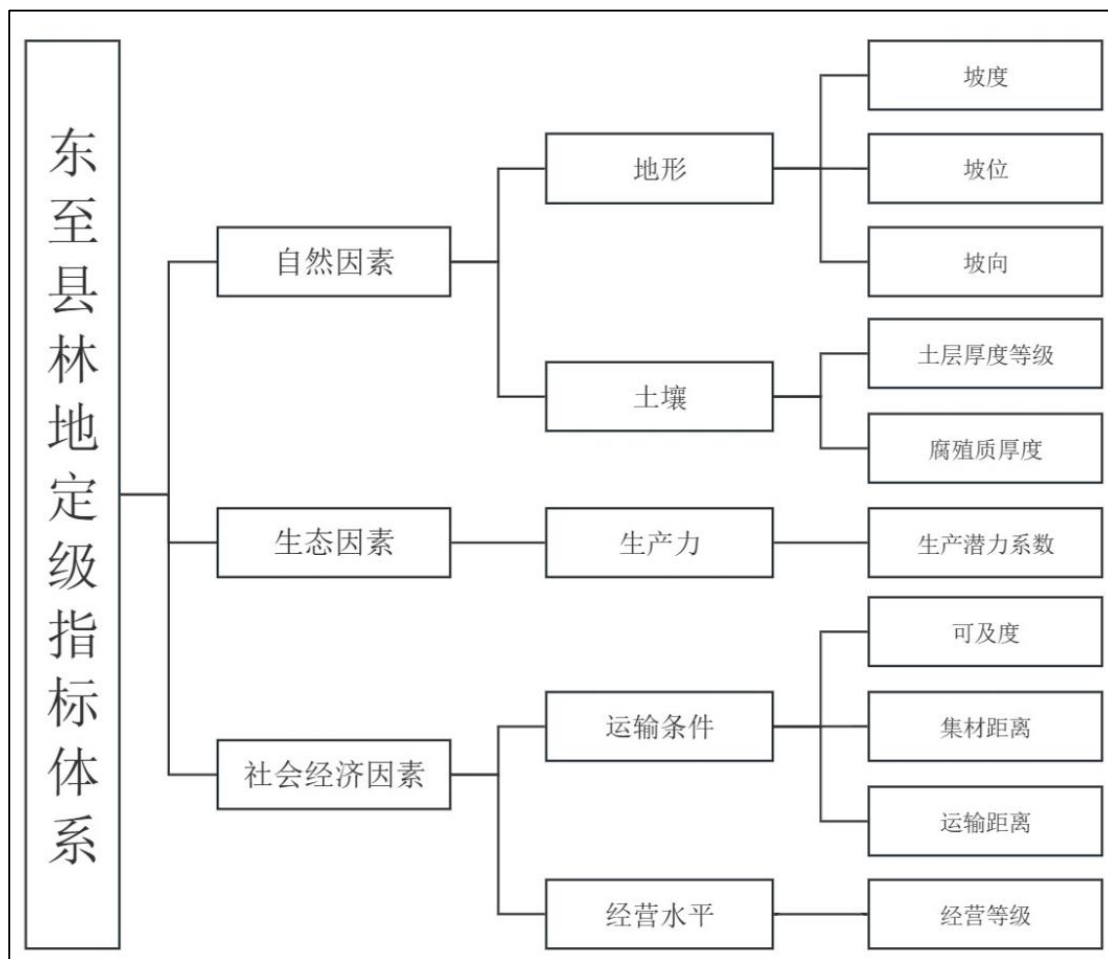 东至县林地定级指标体系
自然因素
地形
坡度
坡位
坡向
土壤
土层厚度等级
腐殖质厚度
生态因素
生产力
生产潜力系数
社会经济因素
运输条件
可及度
集材距离
运输距离
经营水平
经营等级